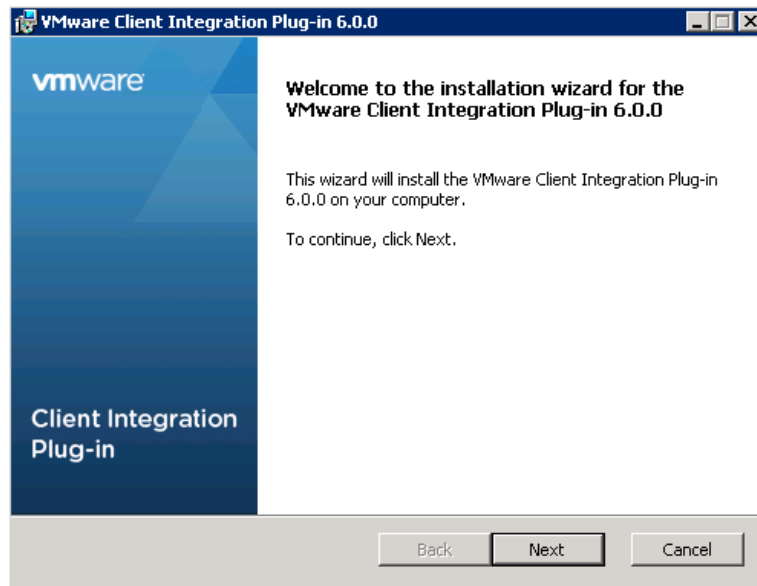 VMware Client Integration Plug-in 6.0.0
vmware
Welcome to the installation wizard for the
VMware Client Integration Plug-in 6.0.0
This wizard will install the VMware Client Integration Plug-in
6.0.0 on your computer.
To continue, click Next.
Client Integration
Plug-in
Back
Next
Cancel